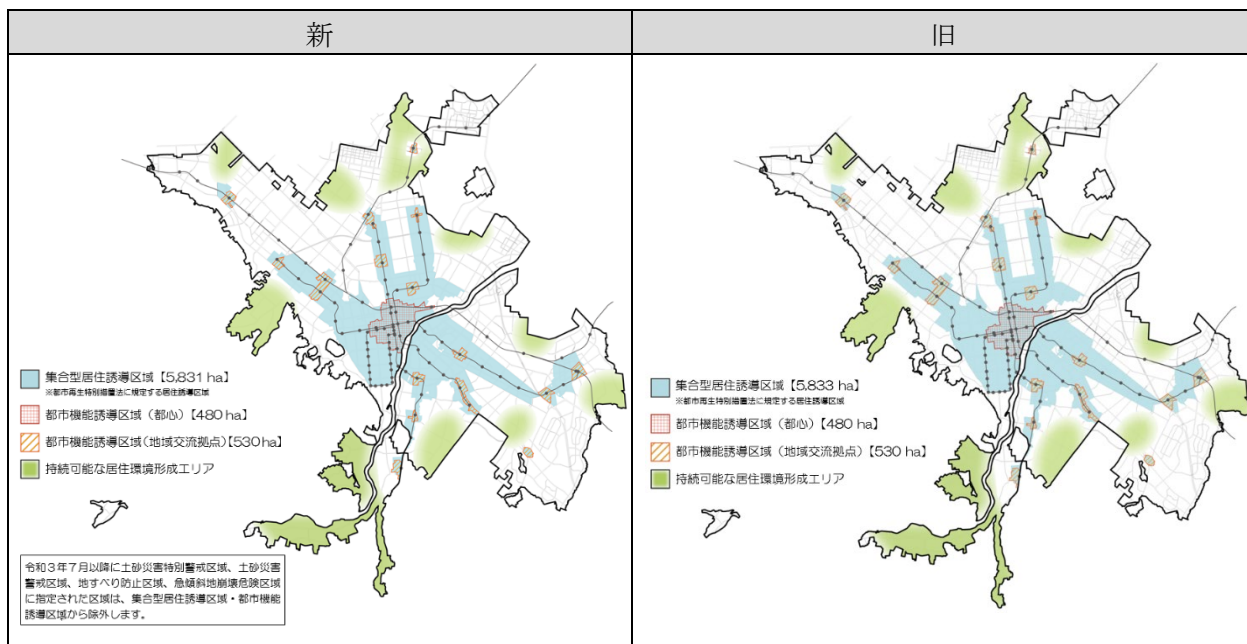 新
旧
集合型居住誘導区域【5,831 ha】
※都市再生特別措置法に規定する居住誘導区域
都市機能誘導区域（都心）【480 ha】
都市機能誘導区域（地域交流拠点）【530 ha】
持続可能な居住環境形成エリア
令和３年７月以降に土砂災害特別警戒区域、土砂災害
警戒区域、地すべり防止区域、急傾斜地崩壊危険区域
に指定された区域は、集合型居住誘導区域・都市機能
誘導区域から除外します。
集合型居住誘導区域【5,833 ha】
※都市再生特別措置法に規定する居住誘導区域
都市機能誘導区域（都心）【480 ha】
都市機能誘導区域（地域交流拠点）【530 ha】
持続可能な居住環境形成エリア